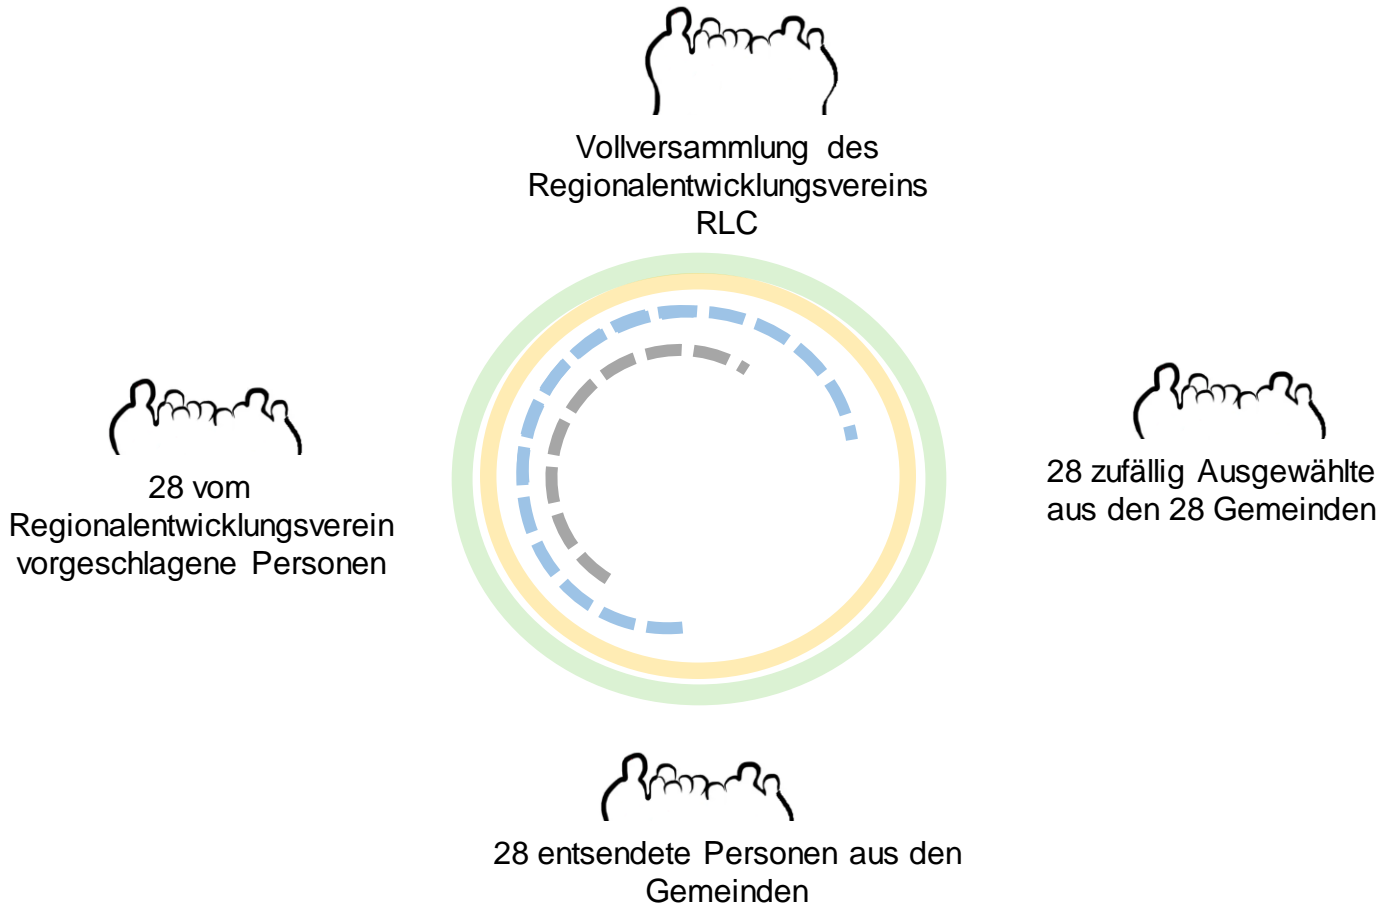 Vollversammlung des
Regionalentwicklungsvereins
RLC
28 vom
Regionalentwicklungsverein
vorgeschlagene Personen
28 zufällig Ausgewählte
aus den 28 Gemeinden
28 entsendete Personen aus den
Gemeinden